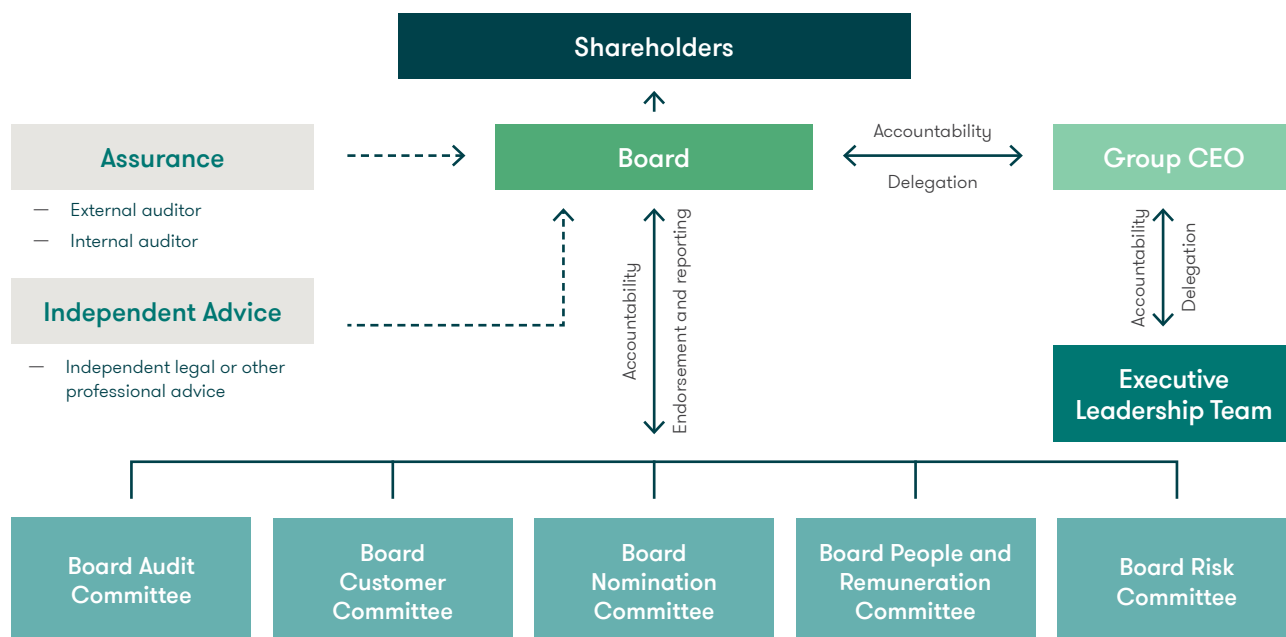 Shareholders
Assurance
Board
Accountability
Delegation
Group CEO
— External auditor
— Internal auditor
Independent Advice
— Independent legal or other
professional advice
Accountability
Endorsement and reporting
Accountability
Delegation
Executive
Leadership Team
Board Audit
Committee
Board
Customer
Committee
Board
Nomination
Committee
Board People and
Remuneration
Committee
Board Risk
Committee